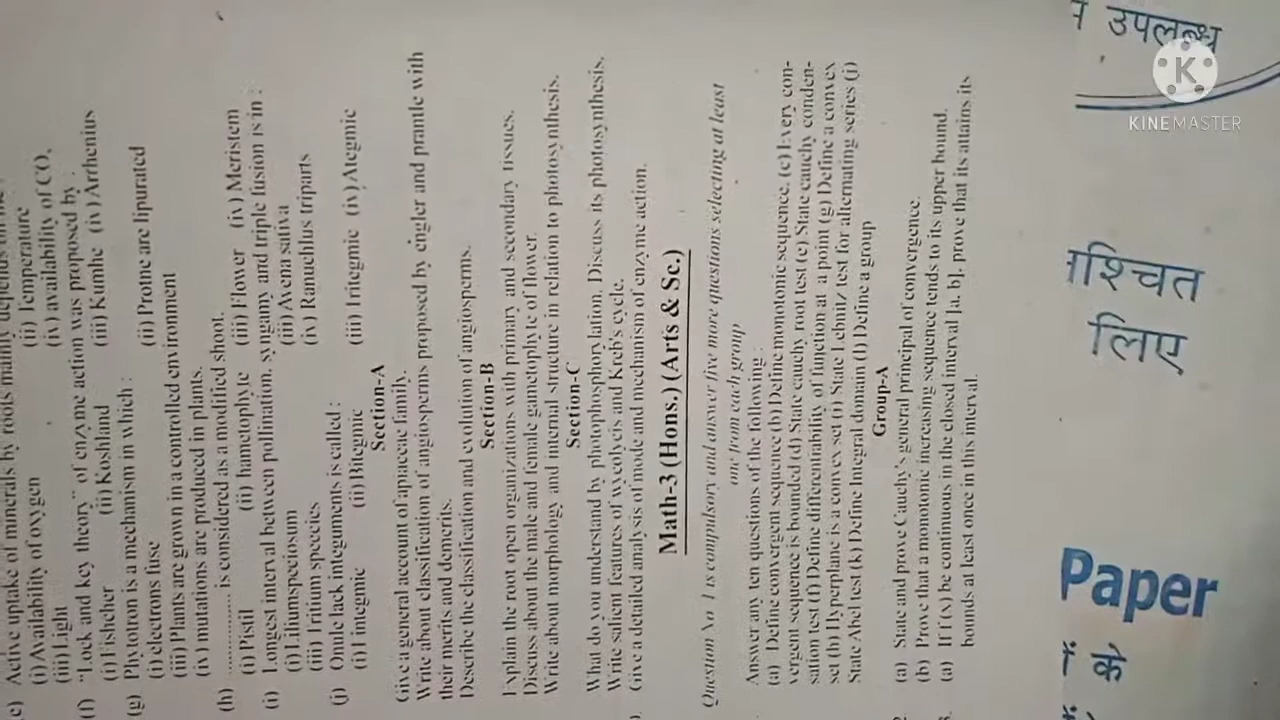 Active uptake of minerals by roots mainly depends on the
(i) Availability of oxygen (ii) Temperature
(iii) Light (iv) availability of CO,
(f) "Lock and key theory" of enzyme action was proposed by :
(i) Fisher (ii) Koshland (iii) Kumhe (iv) Arhenius
(g) Phytotron is a mechanism in which :
(i) electrons fuse (ii) Protne are lipurated
(iii) Plants are grown in a controlled environment
(iv) mutations are produced in plants.
(h) ............ is considered as a modified shoot.
(i) Pistil (ii) hametophyte (iii) Flower (iv) Meristem
(i) Longest interval between pollination, syngamy and triple fusion is in :
(i) Liiumspeciosum (ii) Avena sativa
(iii) Tritium speccies (iv) Ranuchlus triparts
(j) Onule lack integuments is called :
(i) Integmic (ii) Bitegnic (iii) Tritegmic (iv) Ategmic
Section-A
Give a general account of apiaceae family.
Write about classification of angiosperms proposed by engler and prantle with
their merits and demerits.
Describe the classification and evolution of angiosperms.
Section-B
Explain the root open organizations with primary and secondary tissues.
Discuss about the male and female gametophyte of flower.
Write about morphology and internal structure in relation to photosynthesis.
Section-C
What do you understand by photophosphorylation. Discuss its photosynthesis.
Write salient features of wycolycis and Kreb's cycle.
Give a detailed analysis of mode and mechanism of enzyme action.
Math-3 (Hons.) (Arts & Sc.)
Question No 1 is compulsory and answer five more questions selecting at least
one from each group
Answer any ten questions of the following :
(a) Define convergent sequence (b) Define monotonic sequence. (c) Every con-
vergent sequence is bounded (d) State cauchy root test (e) State cauchy conden-
sation test (f) Define differentrability of function at a point (g) Define a convex
set (h) Hyperplane is a convex set (i) State Lebnitz test for alternating series (j)
State Abel test (k) Define Integral domain (l) Define a group
Group-A
(a) State and prove Cauchy's general principal of convergence.
(b) Prove that a monotonic increasing sequence tends to its upper bound.
(a) If f (x) be continuous in the closed interval [a, b], prove that its attains its
bounds at least once in this interval.
उपलब्ध
श्चित
लिए
Paper
के
KINEMASTER